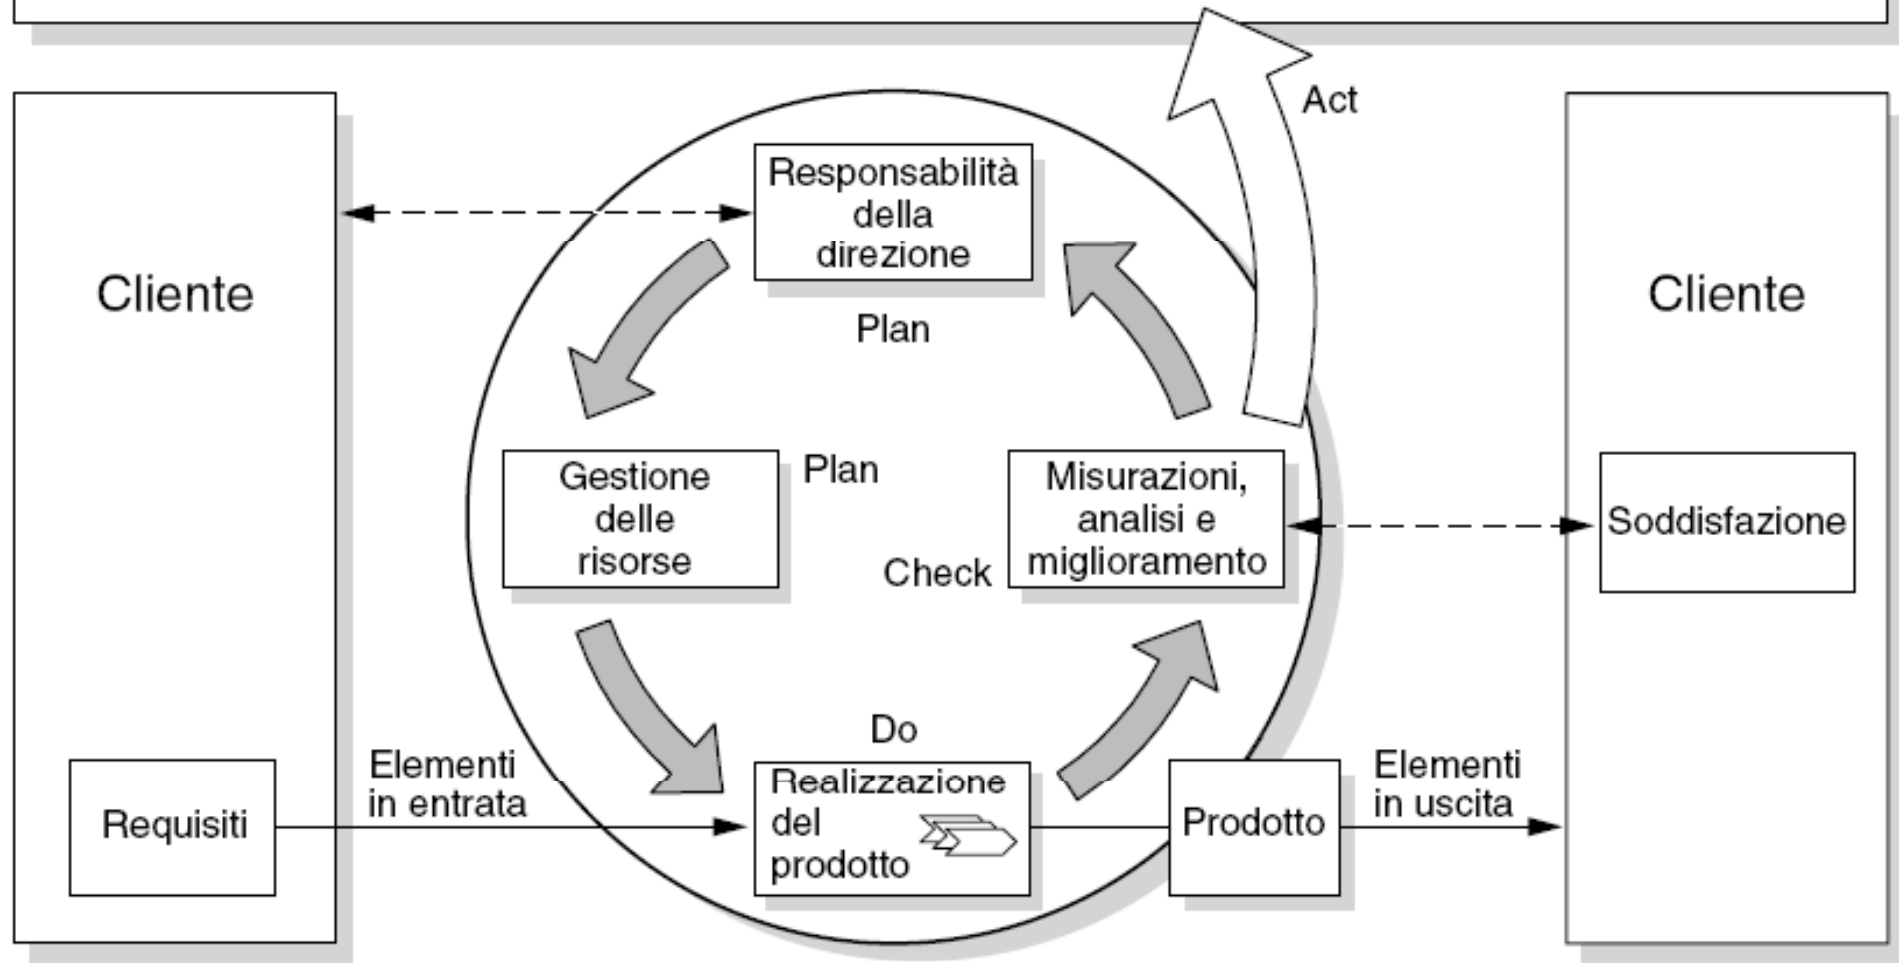 Act
Responsabilità
della
direzione
Cliente
Cliente
Plan
Gestione
delle
risorse
Plan
Misurazioni,
analisi e
miglioramento
Check
Soddisfazione
Do
Elementi
in entrata
Requisiti
Realizzazione
del
prodotto
Prodotto
Elementi
in uscita